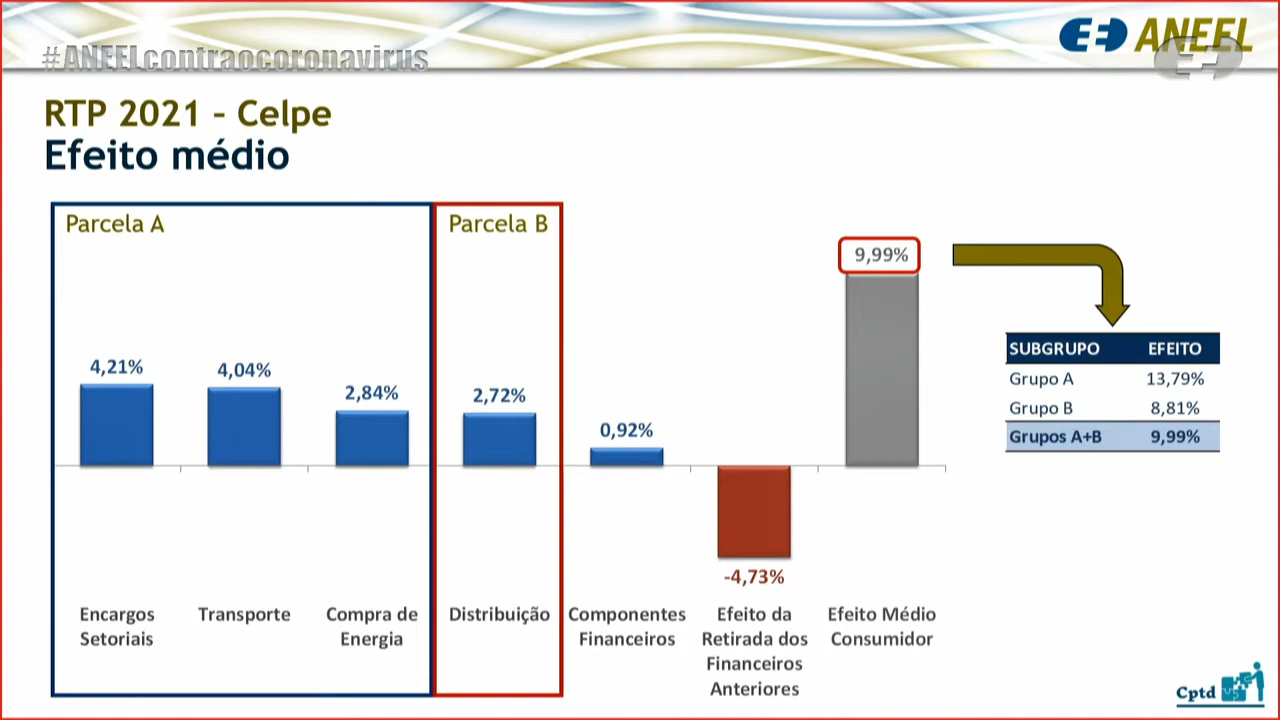 #ANEELcontraocoronavirus
ANEEL
RTP 2021 – Celpe
Efeito médio
Parcela A
Parcela B
9,99%
4,21%
4,04%
2,84%
2,72%
0,92%
-4,73%
Encargos
Setoriais
Transporte
Compra de
Energia
Distribuição
Componentes
Financeiros
Efeito da
Retirada dos
Financeiros
Anteriores
Efeito Médio
Consumidor
SUBGRUPO EFEITO
Grupo A 13,79%
Grupo B 8,81%
Grupos A+B 9,99%
Cptd